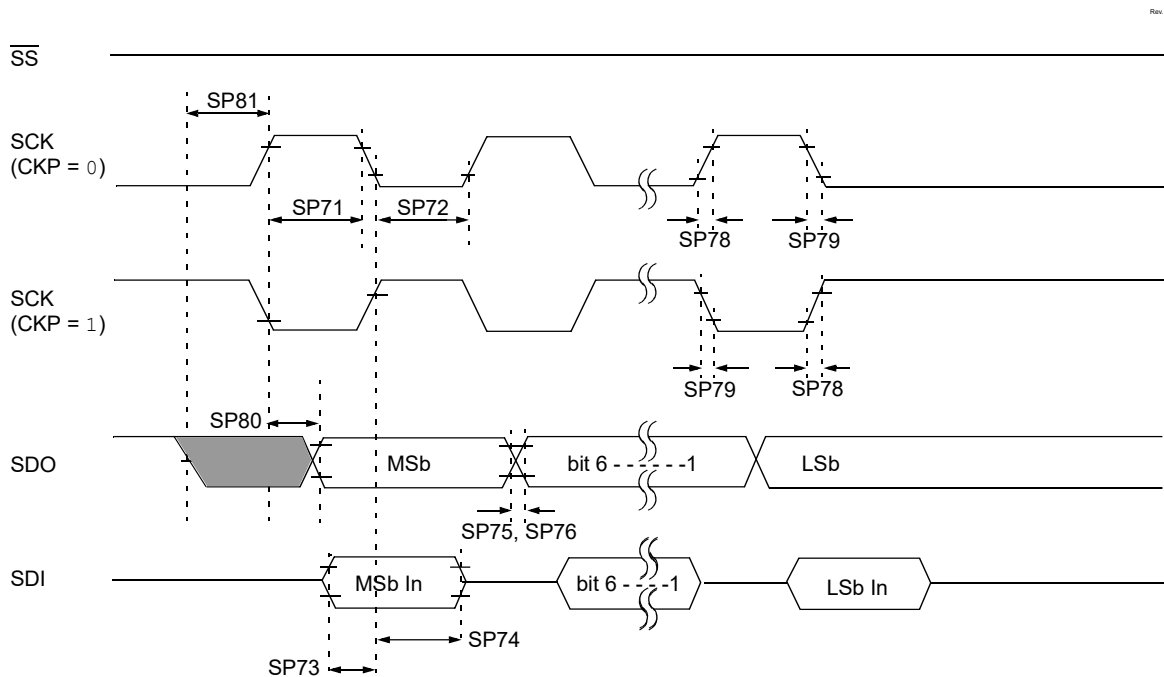 Rev.
SS
SP81
SCK
(CKP = 0)
SP71
SP72
SP78
SP79
SCK
(CKP = 1)
SP79
SP78
SP80
SDO
MSb
bit 6 - - - - - -1
LSb
SP75, SP76
SDI
MSb In
bit 6 - - - - -1
LSb In
SP74
SP73